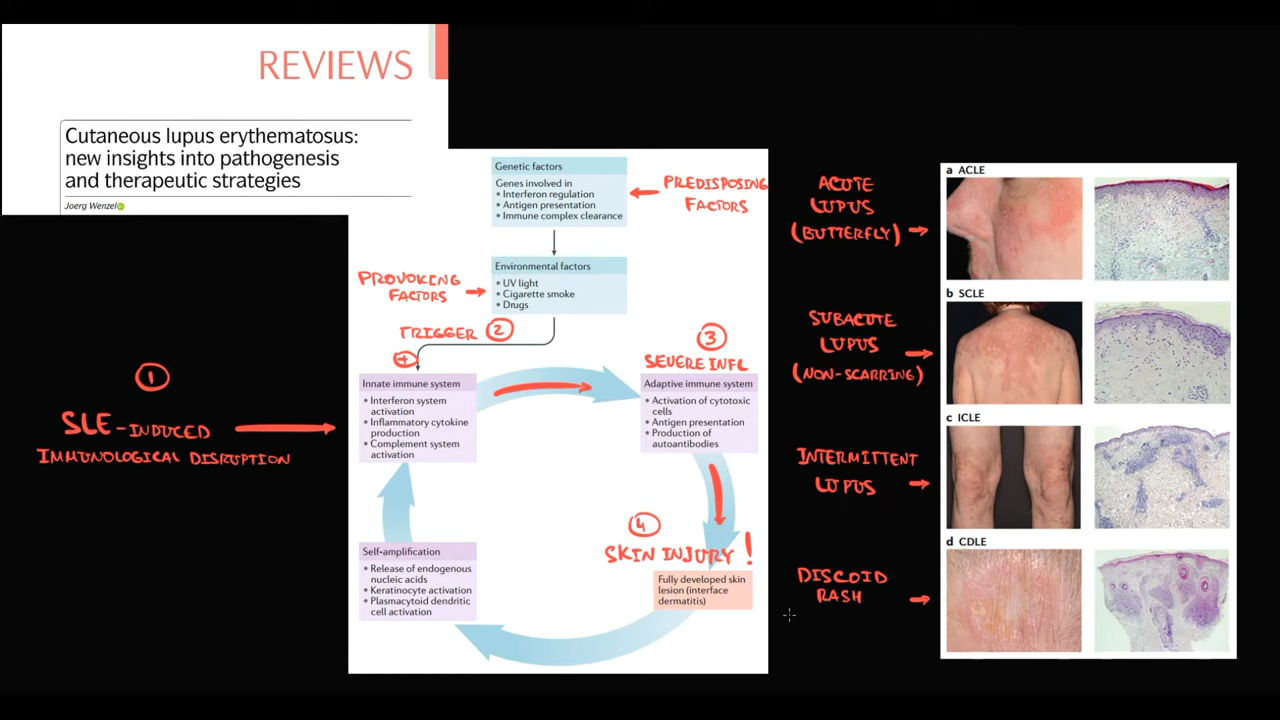 REVIEWS
Cutaneous lupus erythematosus:
new insights into pathogenesis
and therapeutic strategies
Joerg Wenzel
①
SLE-INDUCED
IMMUNOLOGICAL DISRUPTION
Genetic factors
Genes involved in
• Interferon regulation
• Antigen presentation
• Immune complex clearance
PREDISPOSING
FACTORS
Environmental factors
• UV light
• Cigarette smoke
• Drugs
PROVOKING
FACTORS
TRIGGER ②
+
Innate immune system
• Interferon system
activation
• Inflammatory cytokine
production
• Complement system
activation
③
SEVERE INFL
Adaptive immune system
• Activation of cytotoxic
cells
• Antigen presentation
• Production of
autoantibodies
④
SKIN INJURY !
Fully developed skin
lesion (interface
dermatitis)
Self-amplification
• Release of endogenous
nucleic acids
• Keratinocyte activation
• Plasmacytoid dendritic
cell activation
ACUTE
LUPUS
(BUTTERFLY)
a ACLE
SUBACUTE
LUPUS
(NON-SCARRING)
b SCLE
INTERMITTENT
LUPUS
c ICLE
DISCOID
RASH
d CDLE